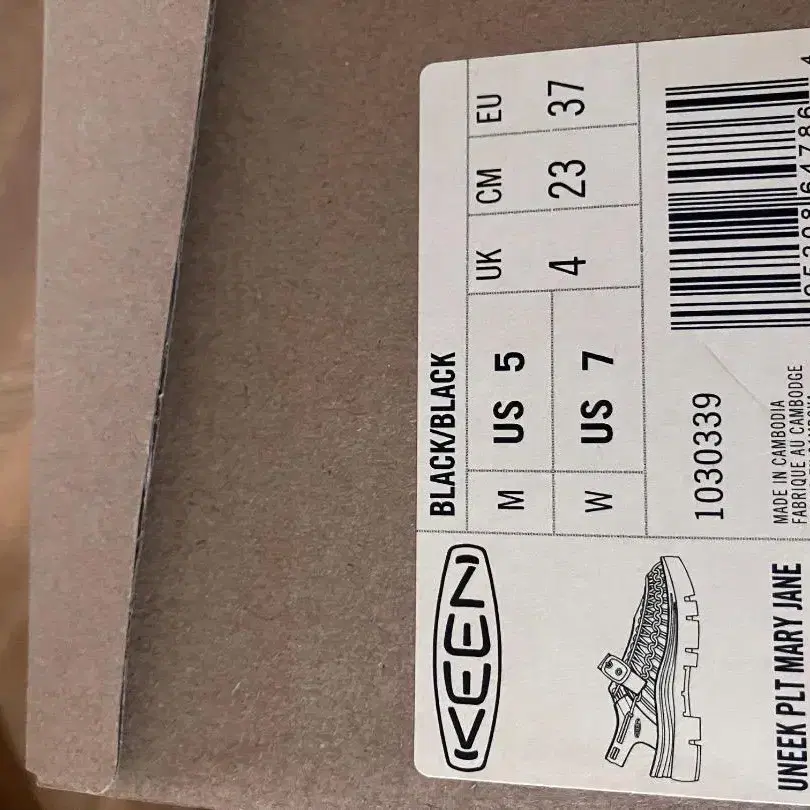 KEEN
BLACK/BLACK
M US 5 UK CM EU
W US 7 4 23 37
1030339
MADE IN CAMBODIA
FABRIQUE AU CAMBODGE
UNEEK PLT MARY JANE